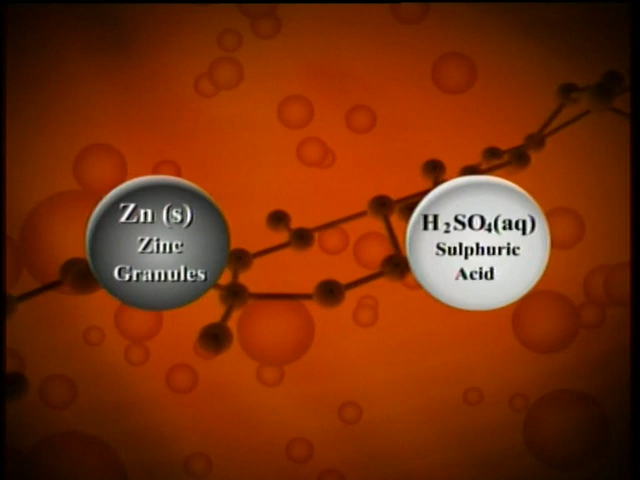 Zn (s)
Zinc
Granules
H₂SO₄(aq)
Sulphuric
Acid